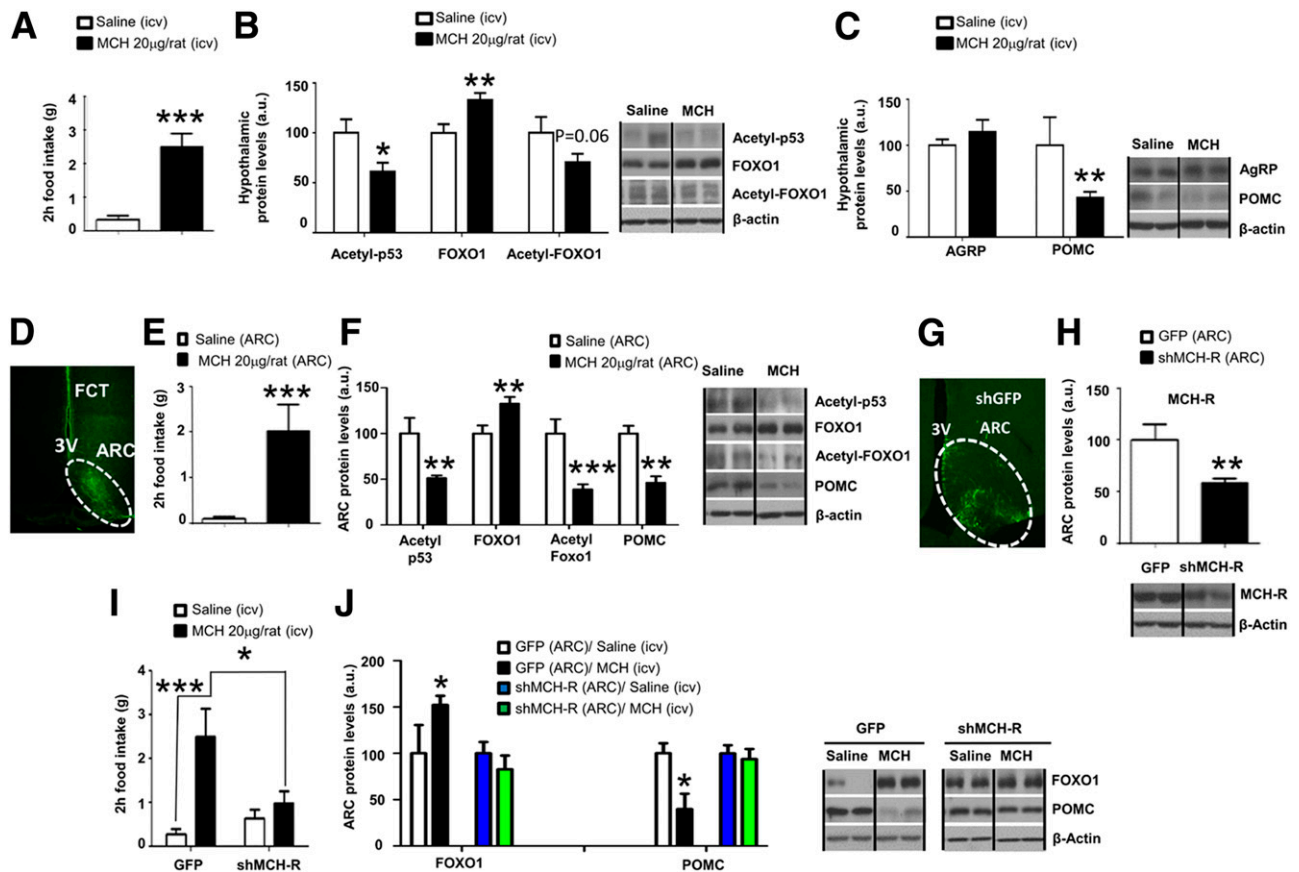 A
Saline (icv)
MCH 20μg/rat (icv)
2h food intake (g)
4
3
2
1
0
***
B
Saline (icv)
MCH 20μg/rat (icv)
Hypothalamic
protein levels (a.u.)
150
100
50
0
*
**
P=0.06
Acetyl-p53
FOXO1
Acetyl-FOXO1
Saline MCH
Acetyl-p53
FOXO1
Acetyl-FOXO1
β-actin
C
Saline (icv)
MCH 20μg/rat (icv)
Hypothalamic
protein levels (a.u.)
150
100
50
0
**
AGRP
POMC
Saline MCH
AgRP
POMC
β-actin
D
FCT
3V
ARC
E
Saline (ARC)
MCH 20μg/rat (ARC)
2h food intake (g)
3
2
1
0
***
F
Saline (ARC)
MCH 20μg/rat (ARC)
ARC protein levels (a.u.)
150
100
50
0
**
**
***
**
Acetyl
p53
FOXO1
Acetyl
Foxo1
POMC
Saline MCH
Acetyl-p53
FOXO1
Acetyl-FOXO1
POMC
β-actin
G
shGFP
3V
ARC
H
GFP (ARC)
shMCH-R (ARC)
MCH-R
ARC protein levels (a.u.)
150
100
50
0
**
GFP shMCH-R
MCH-R
β-Actin
I
Saline (icv)
MCH 20μg/rat (icv)
2h food intake (g)
4
3
2
1
0
***
*
GFP
shMCH-R
J
GFP (ARC)/ Saline (icv)
GFP (ARC)/ MCH (icv)
shMCH-R (ARC)/ Saline (icv)
shMCH-R (ARC)/ MCH (icv)
ARC protein levels (a.u.)
200
150
100
50
0
*
*
FOXO1
POMC
GFP
shMCH-R
Saline MCH
Saline MCH
FOXO1
POMC
β-Actin